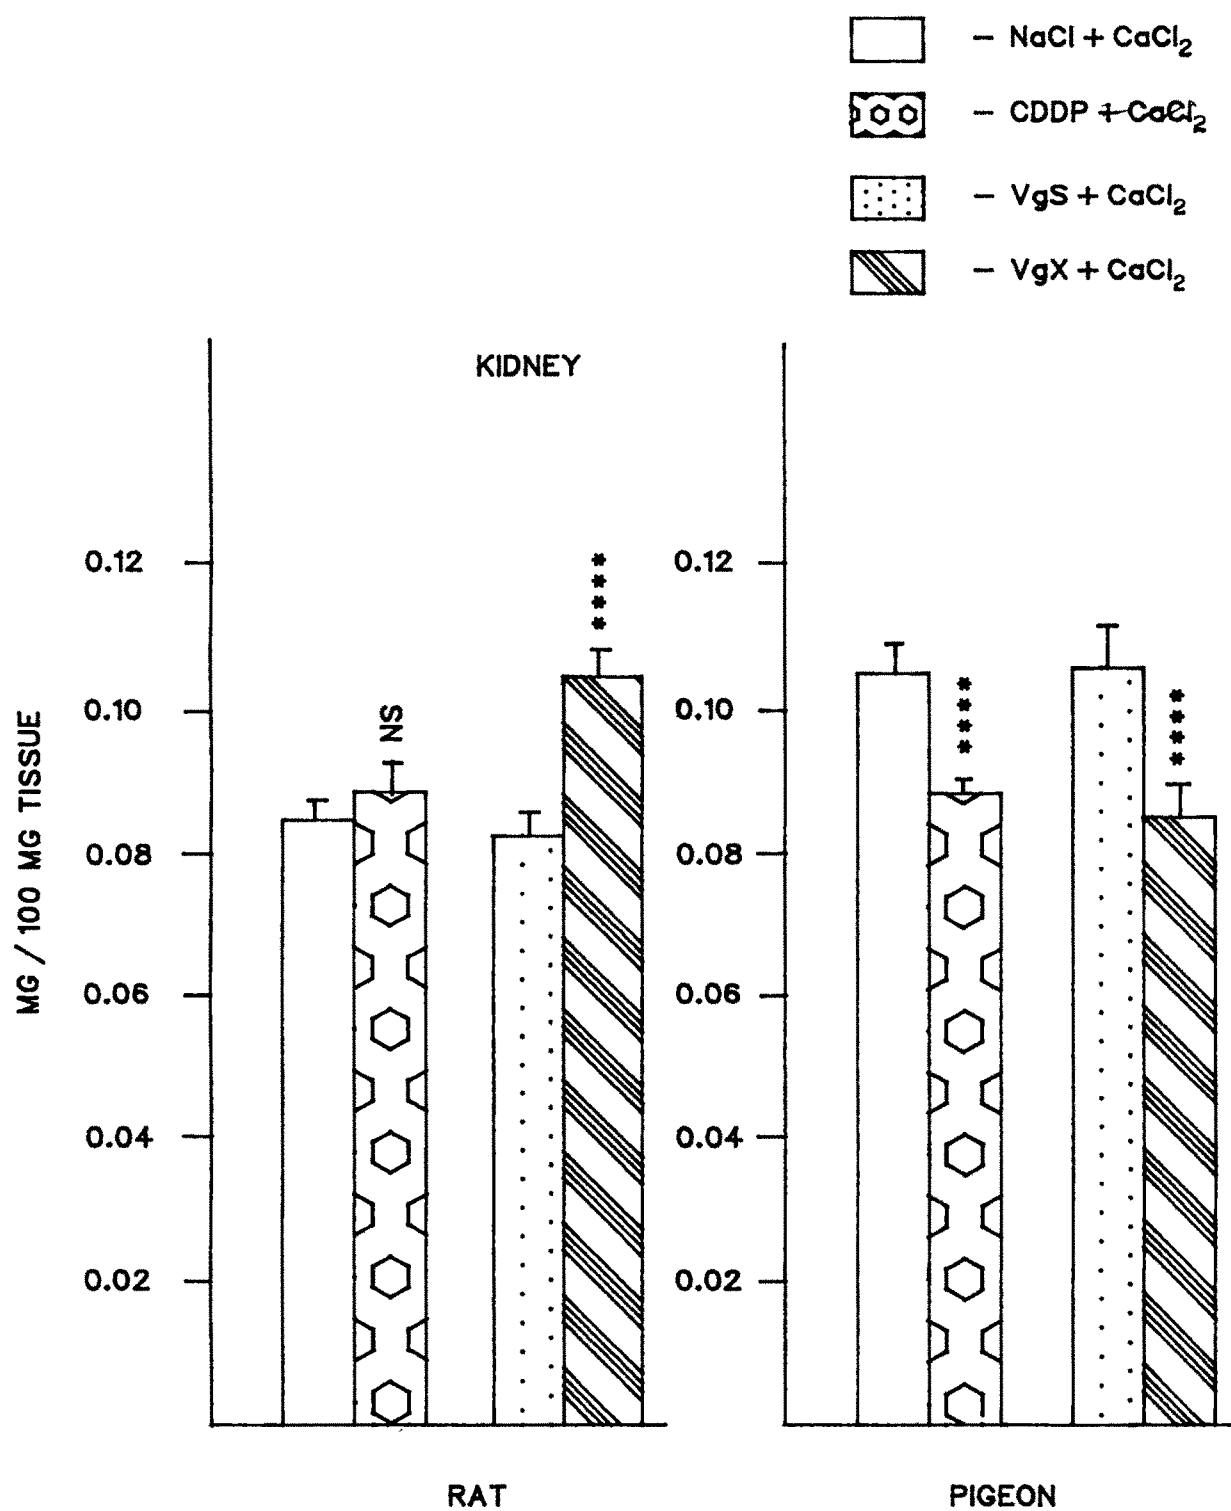 – NaCl + CaCl₂
– CDDP + CaCl₂
– VgS + CaCl₂
– VgX + CaCl₂
KIDNEY
MG / 100 MG TISSUE
0.12
0.10
0.08
0.06
0.04
0.02
NS
****
RAT
0.12
0.10
0.08
0.06
0.04
0.02
****
****
PIGEON